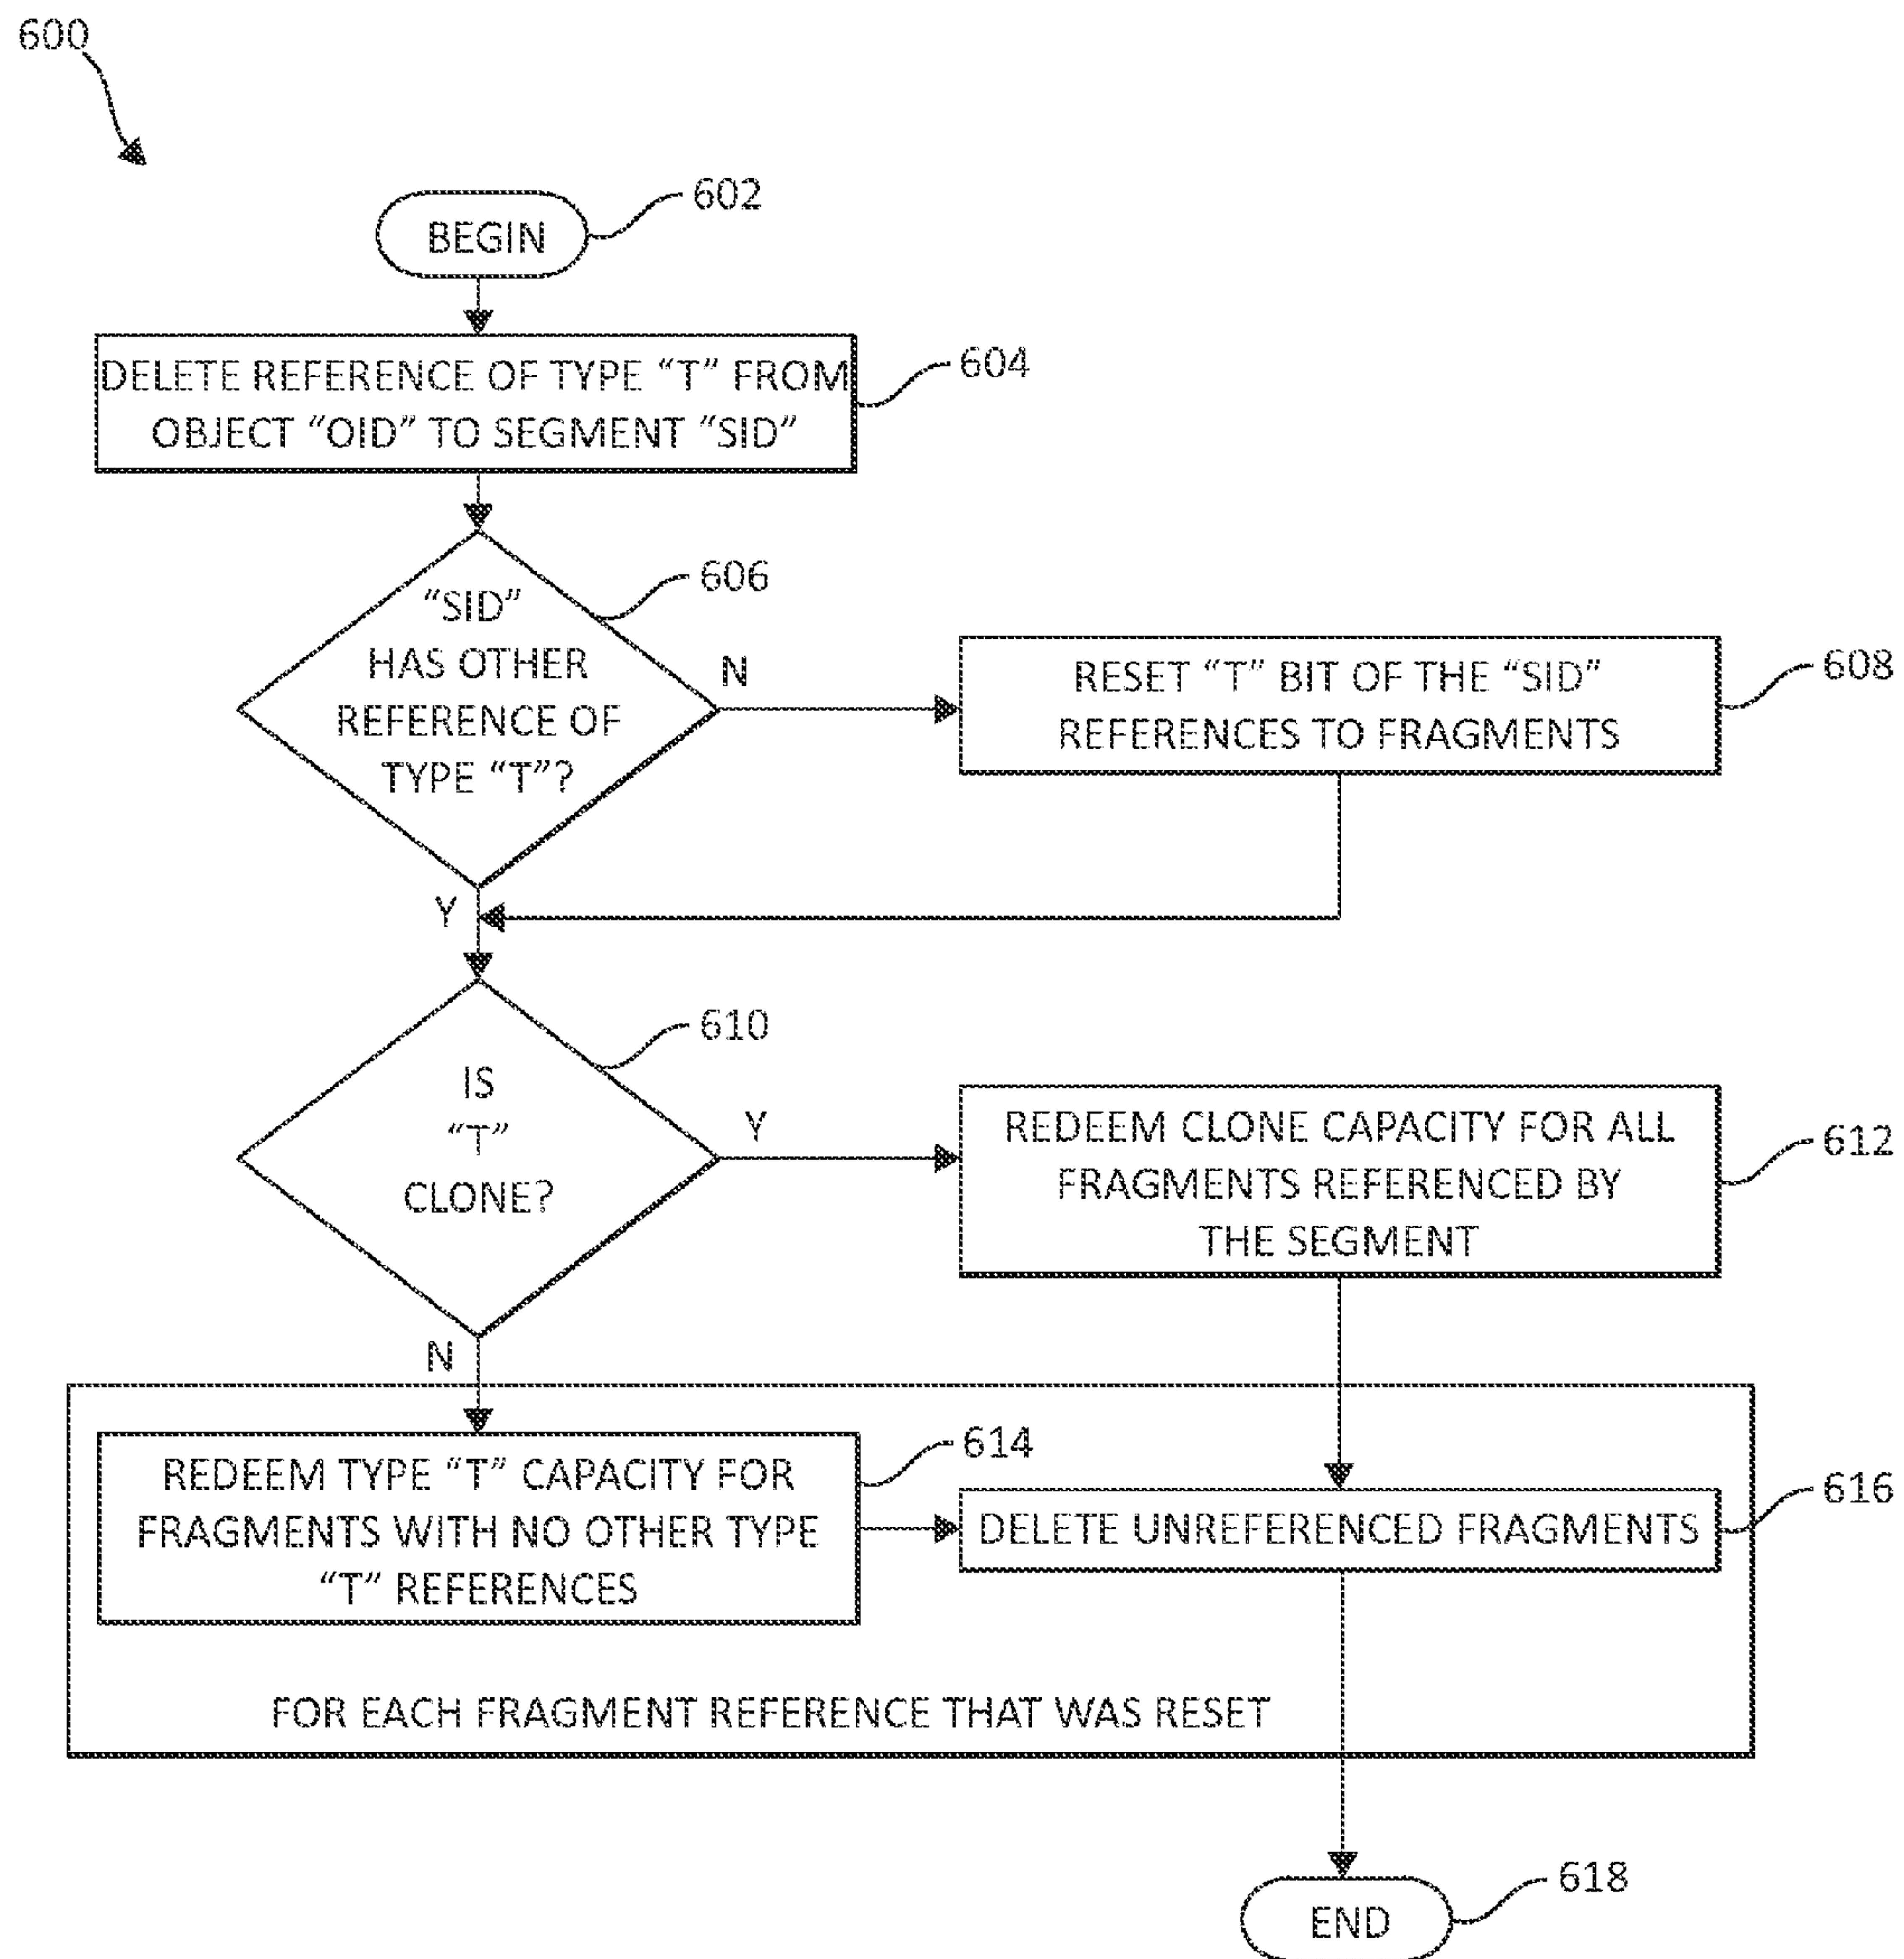 600
602
BEGIN
604
DELETE REFERENCE OF TYPE “T” FROM
OBJECT “OID” TO SEGMENT “SID”
606
“SID”
HAS OTHER
REFERENCE OF
TYPE “T”?
N
608
RESET “T” BIT OF THE “SID”
REFERENCES TO FRAGMENTS
Y
610
IS
“T”
CLONE?
Y
612
REDEEM CLONE CAPACITY FOR ALL
FRAGMENTS REFERENCED BY
THE SEGMENT
N
614
REDEEM TYPE “T” CAPACITY FOR
FRAGMENTS WITH NO OTHER TYPE
“T” REFERENCES
616
DELETE UNREFERENCED FRAGMENTS
FOR EACH FRAGMENT REFERENCE THAT WAS RESET
618
END